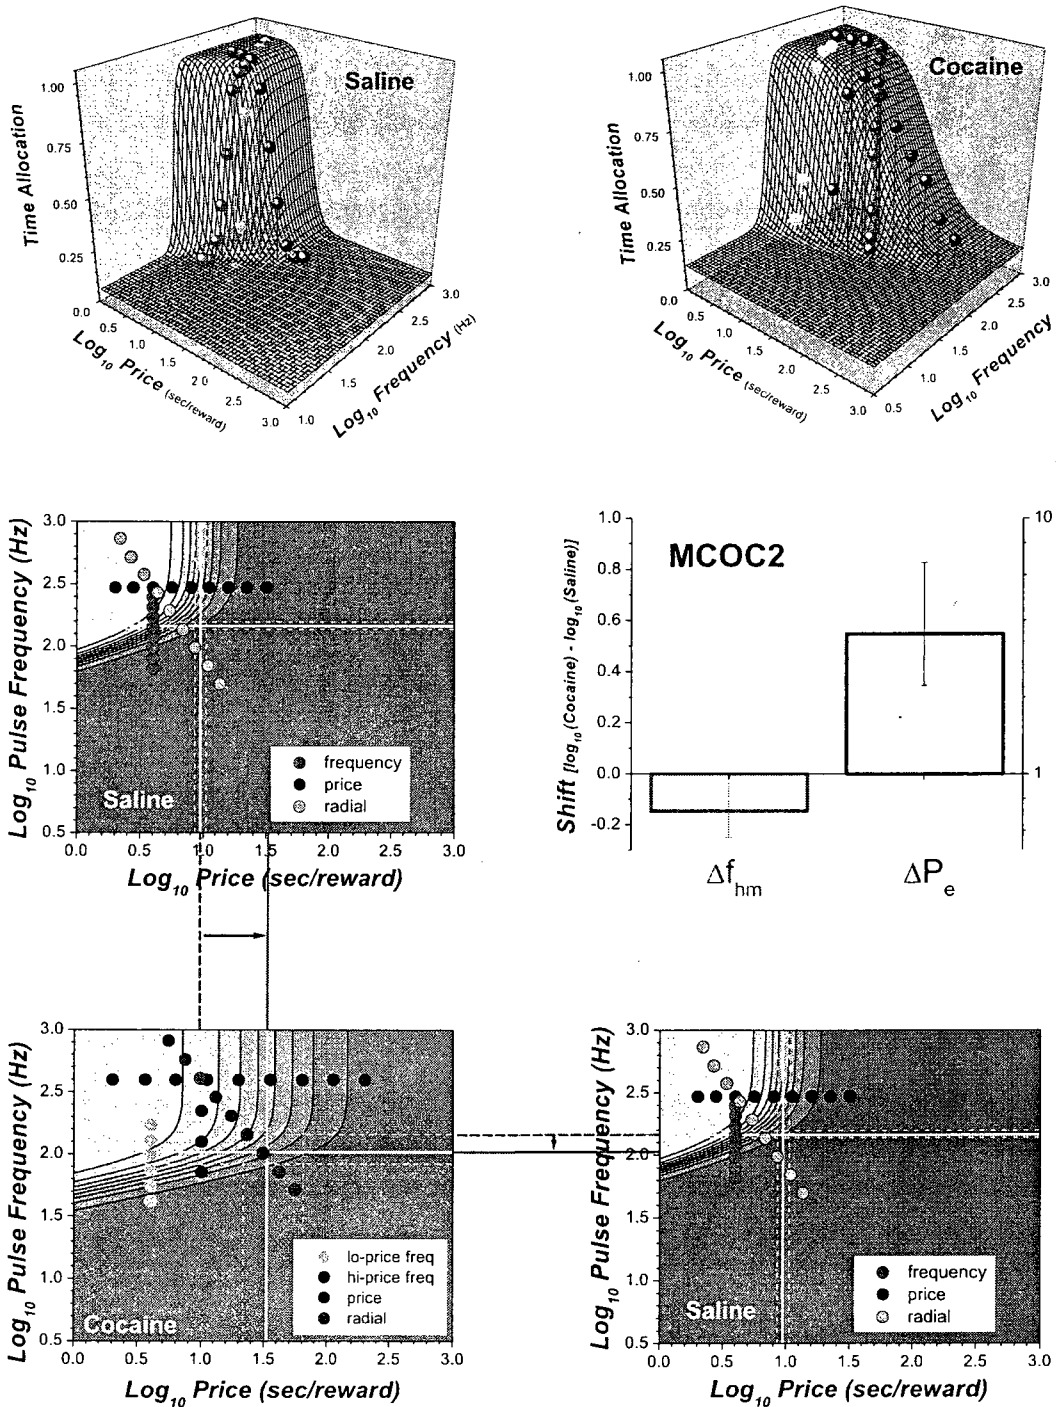 Saline
Time Allocation
1.00
0.75
0.50
0.25
0.0
0.5
1.0
1.5
2.0
2.5
3.0
Log10 Price (sec/reward)
1.0
1.5
2.0
2.5
3.0
Log10 Frequency (Hz)
Cocaine
Time Allocation
1.00
0.75
0.50
0.25
0.0
0.5
1.0
1.5
2.0
2.5
3.0
Log10 Price (sec/reward)
0.5
1.0
1.5
2.0
2.5
3.0
Log10 Frequency
Log10 Pulse Frequency (Hz)
3.0
2.5
2.0
1.5
1.0
0.5
frequency
price
radial
Saline
0.0 0.5 1.0 1.5 2.0 2.5 3.0
Log10 Price (sec/reward)
MCOC2
Shift [log10 (Cocaine) - log10 (Saline)]
1.0
0.8
0.6
0.4
0.2
0.0
-0.2
10
1
Δfhm
ΔPe
Log10 Pulse Frequency (Hz)
3.0
2.5
2.0
1.5
1.0
0.5
lo-price freq
hi-price freq
price
radial
Cocaine
0.0 0.5 1.0 1.5 2.0 2.5 3.0
Log10 Price (sec/reward)
Log10 Pulse Frequency (Hz)
3.0
2.5
2.0
1.5
1.0
0.5
frequency
price
radial
Saline
0.0 0.5 1.0 1.5 2.0 2.5 3.0
Log10 Price (sec/reward)